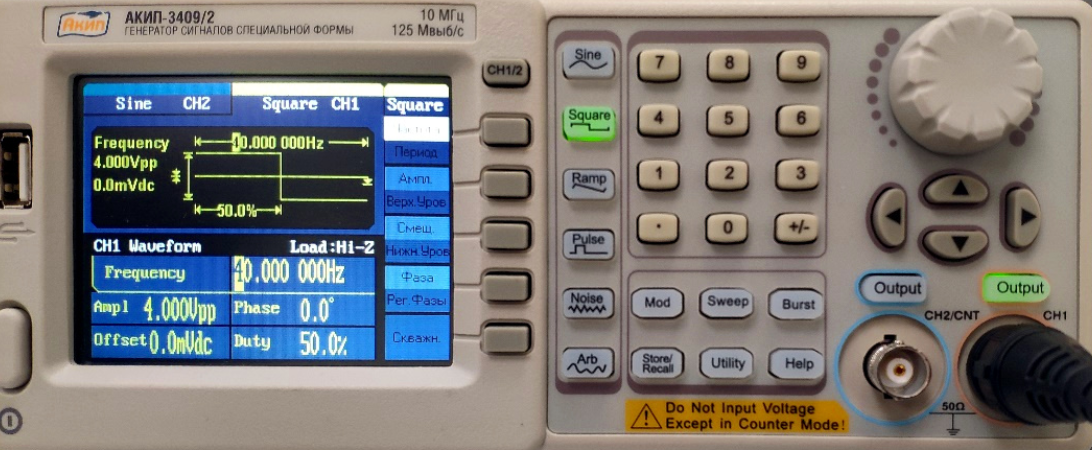 Акип
АКИП-3409/2
ГЕНЕРАТОР СИГНАЛОВ СПЕЦИАЛЬНОЙ ФОРМЫ
10 МГц
125 Мвыб/с
Sine CH2
Square CH1
Square
Frequency
4.000Vpp
0.0mVdc
0.000 000Hz
50.0%
Период
Ампл.
Верх.Уров
Смещ.
Нижн.Уров
Фаза
Рег.Фазы
Скважн.
CH1 Waveform
Load:Hi-Z
Frequency
40.000 000Hz
Ampl 4.000Vpp
Phase 0.0°
Offset 0.0mVdc
Duty 50.0%
CH1/2
Sine
Square
Ramp
Pulse
Noise
Arb
7 8 9
4 5 6
1 2 3
. 0 +/-
Mod Sweep Burst
Store/
Recall
Utility
Help
Output
Output
CH2/CNT
CH1
50Ω
Do Not Input Voltage
Except in Counter Mode!